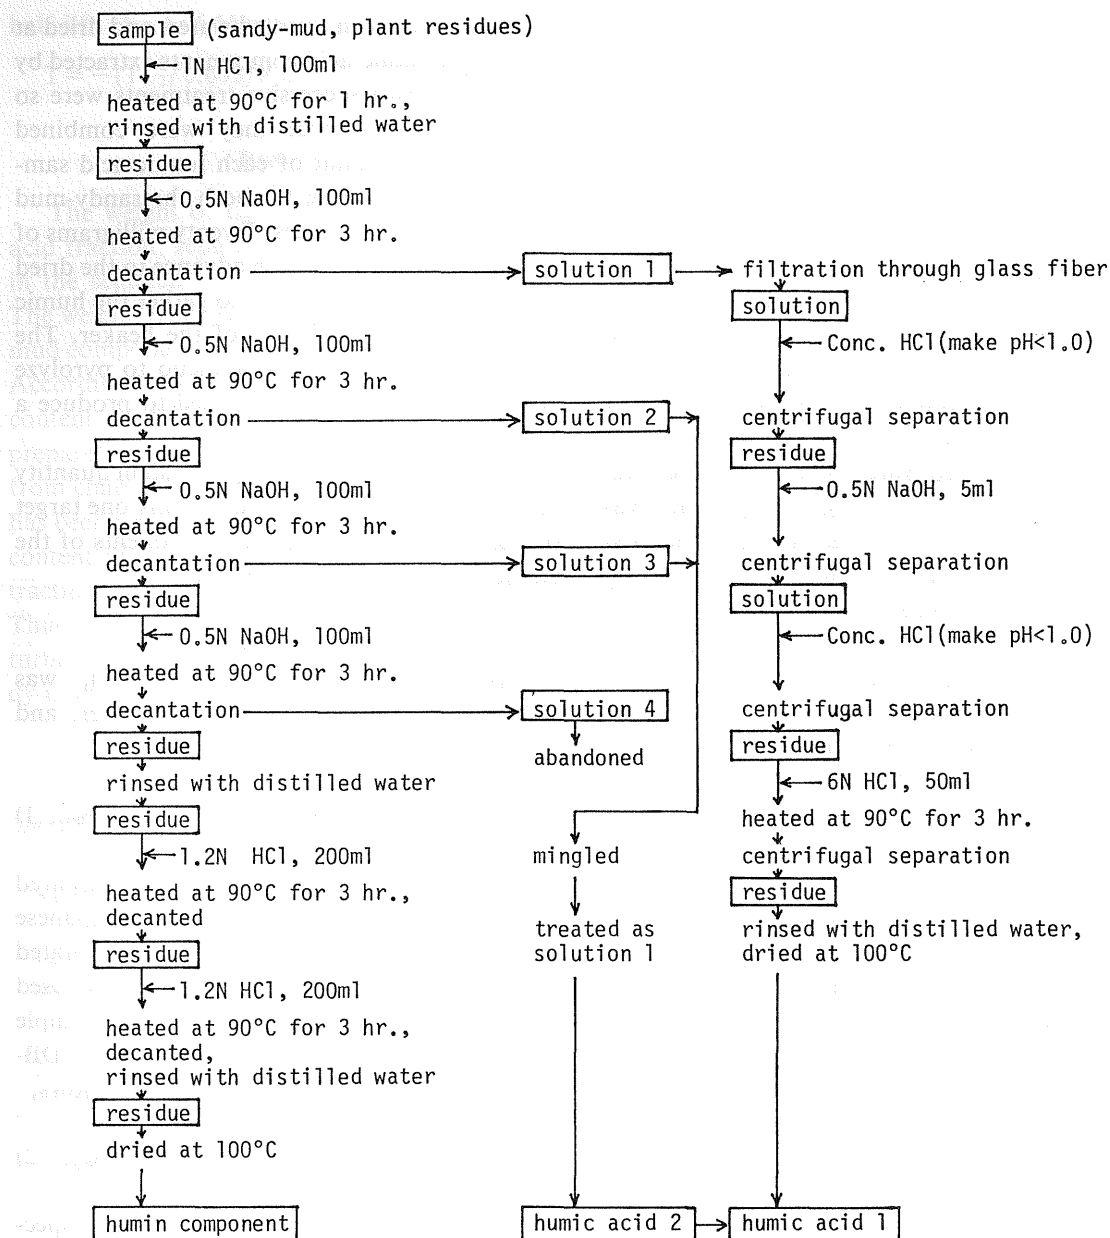 sample (sandy-mud, plant residues)
1N HCl, 100ml
heated at 90°C for 1 hr.,
rinsed with distilled water
residue
0.5N NaOH, 100ml
heated at 90°C for 3 hr.
decantation
residue
0.5N NaOH, 100ml
heated at 90°C for 3 hr.
decantation
residue
0.5N NaOH, 100ml
heated at 90°C for 3 hr.
decantation
residue
0.5N NaOH, 100ml
heated at 90°C for 3 hr.
decantation
residue
rinsed with distilled water
residue
1.2N HCl, 200ml
heated at 90°C for 3 hr.,
decanted
residue
1.2N HCl, 200ml
heated at 90°C for 3 hr.,
decanted,
rinsed with distilled water
residue
dried at 100°C
humin component
solution 1
solution 2
solution 3
solution 4
abandoned
mingled
treated as
solution 1
humic acid 2
filtration through glass fiber
solution
Conc. HCl(make pH<1.0)
centrifugal separation
residue
0.5N NaOH, 5ml
centrifugal separation
solution
Conc. HCl(make pH<1.0)
centrifugal separation
residue
6N HCl, 50ml
heated at 90°C for 3 hr.
centrifugal separation
residue
rinsed with distilled water,
dried at 100°C
humic acid 1